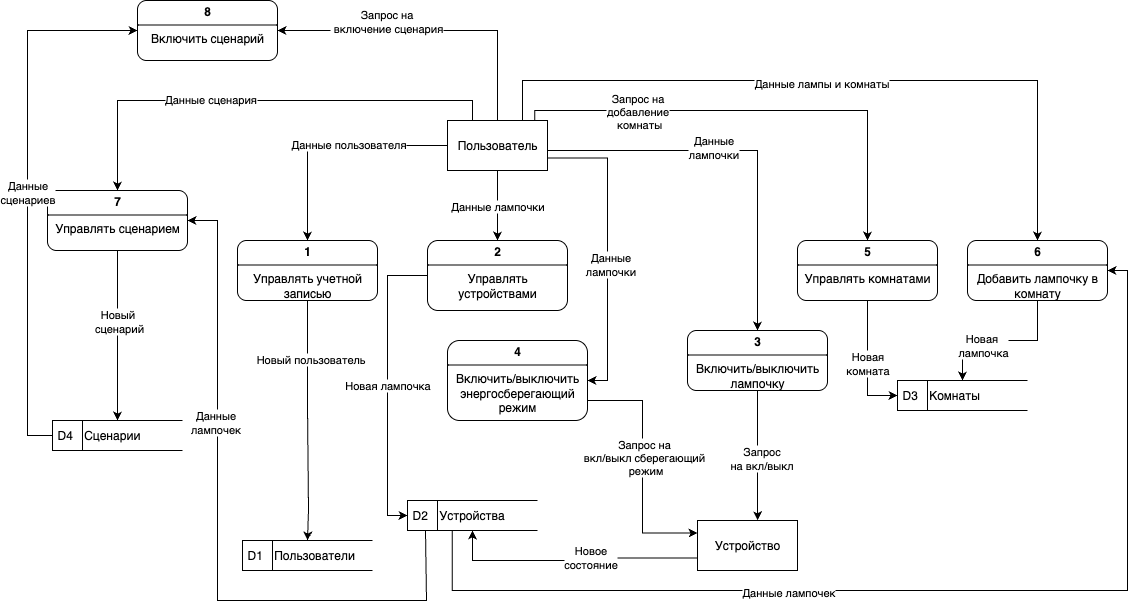 8
Включить сценарий
Запрос на
включение сценария
Данные сценария
Данные лампы и комнаты
Запрос на
добавление
комнаты
Пользователь
Данные пользователя
Данные
лампочки
Данные
сценариев
7
Управлять сценарием
Данные лампочки
1
Управлять учетной
записью
2
Управлять
устройствами
Данные
лампочки
5
Управлять комнатами
6
Добавить лампочку в
комнату
Новый
сценарий
4
Включить/выключить
энергосберегающий
режим
3
Включить/выключить
лампочку
Новый пользователь
Новая лампочка
Новая
комната
Новая
лампочка
D3
Комнаты
Данные
лампочек
D4
Сценарии
Запрос на
вкл/выкл сберегающий
режим
Запрос
на вкл/выкл
D2
Устройства
D1
Пользователи
Устройство
Новое
состояние
Данные лампочек